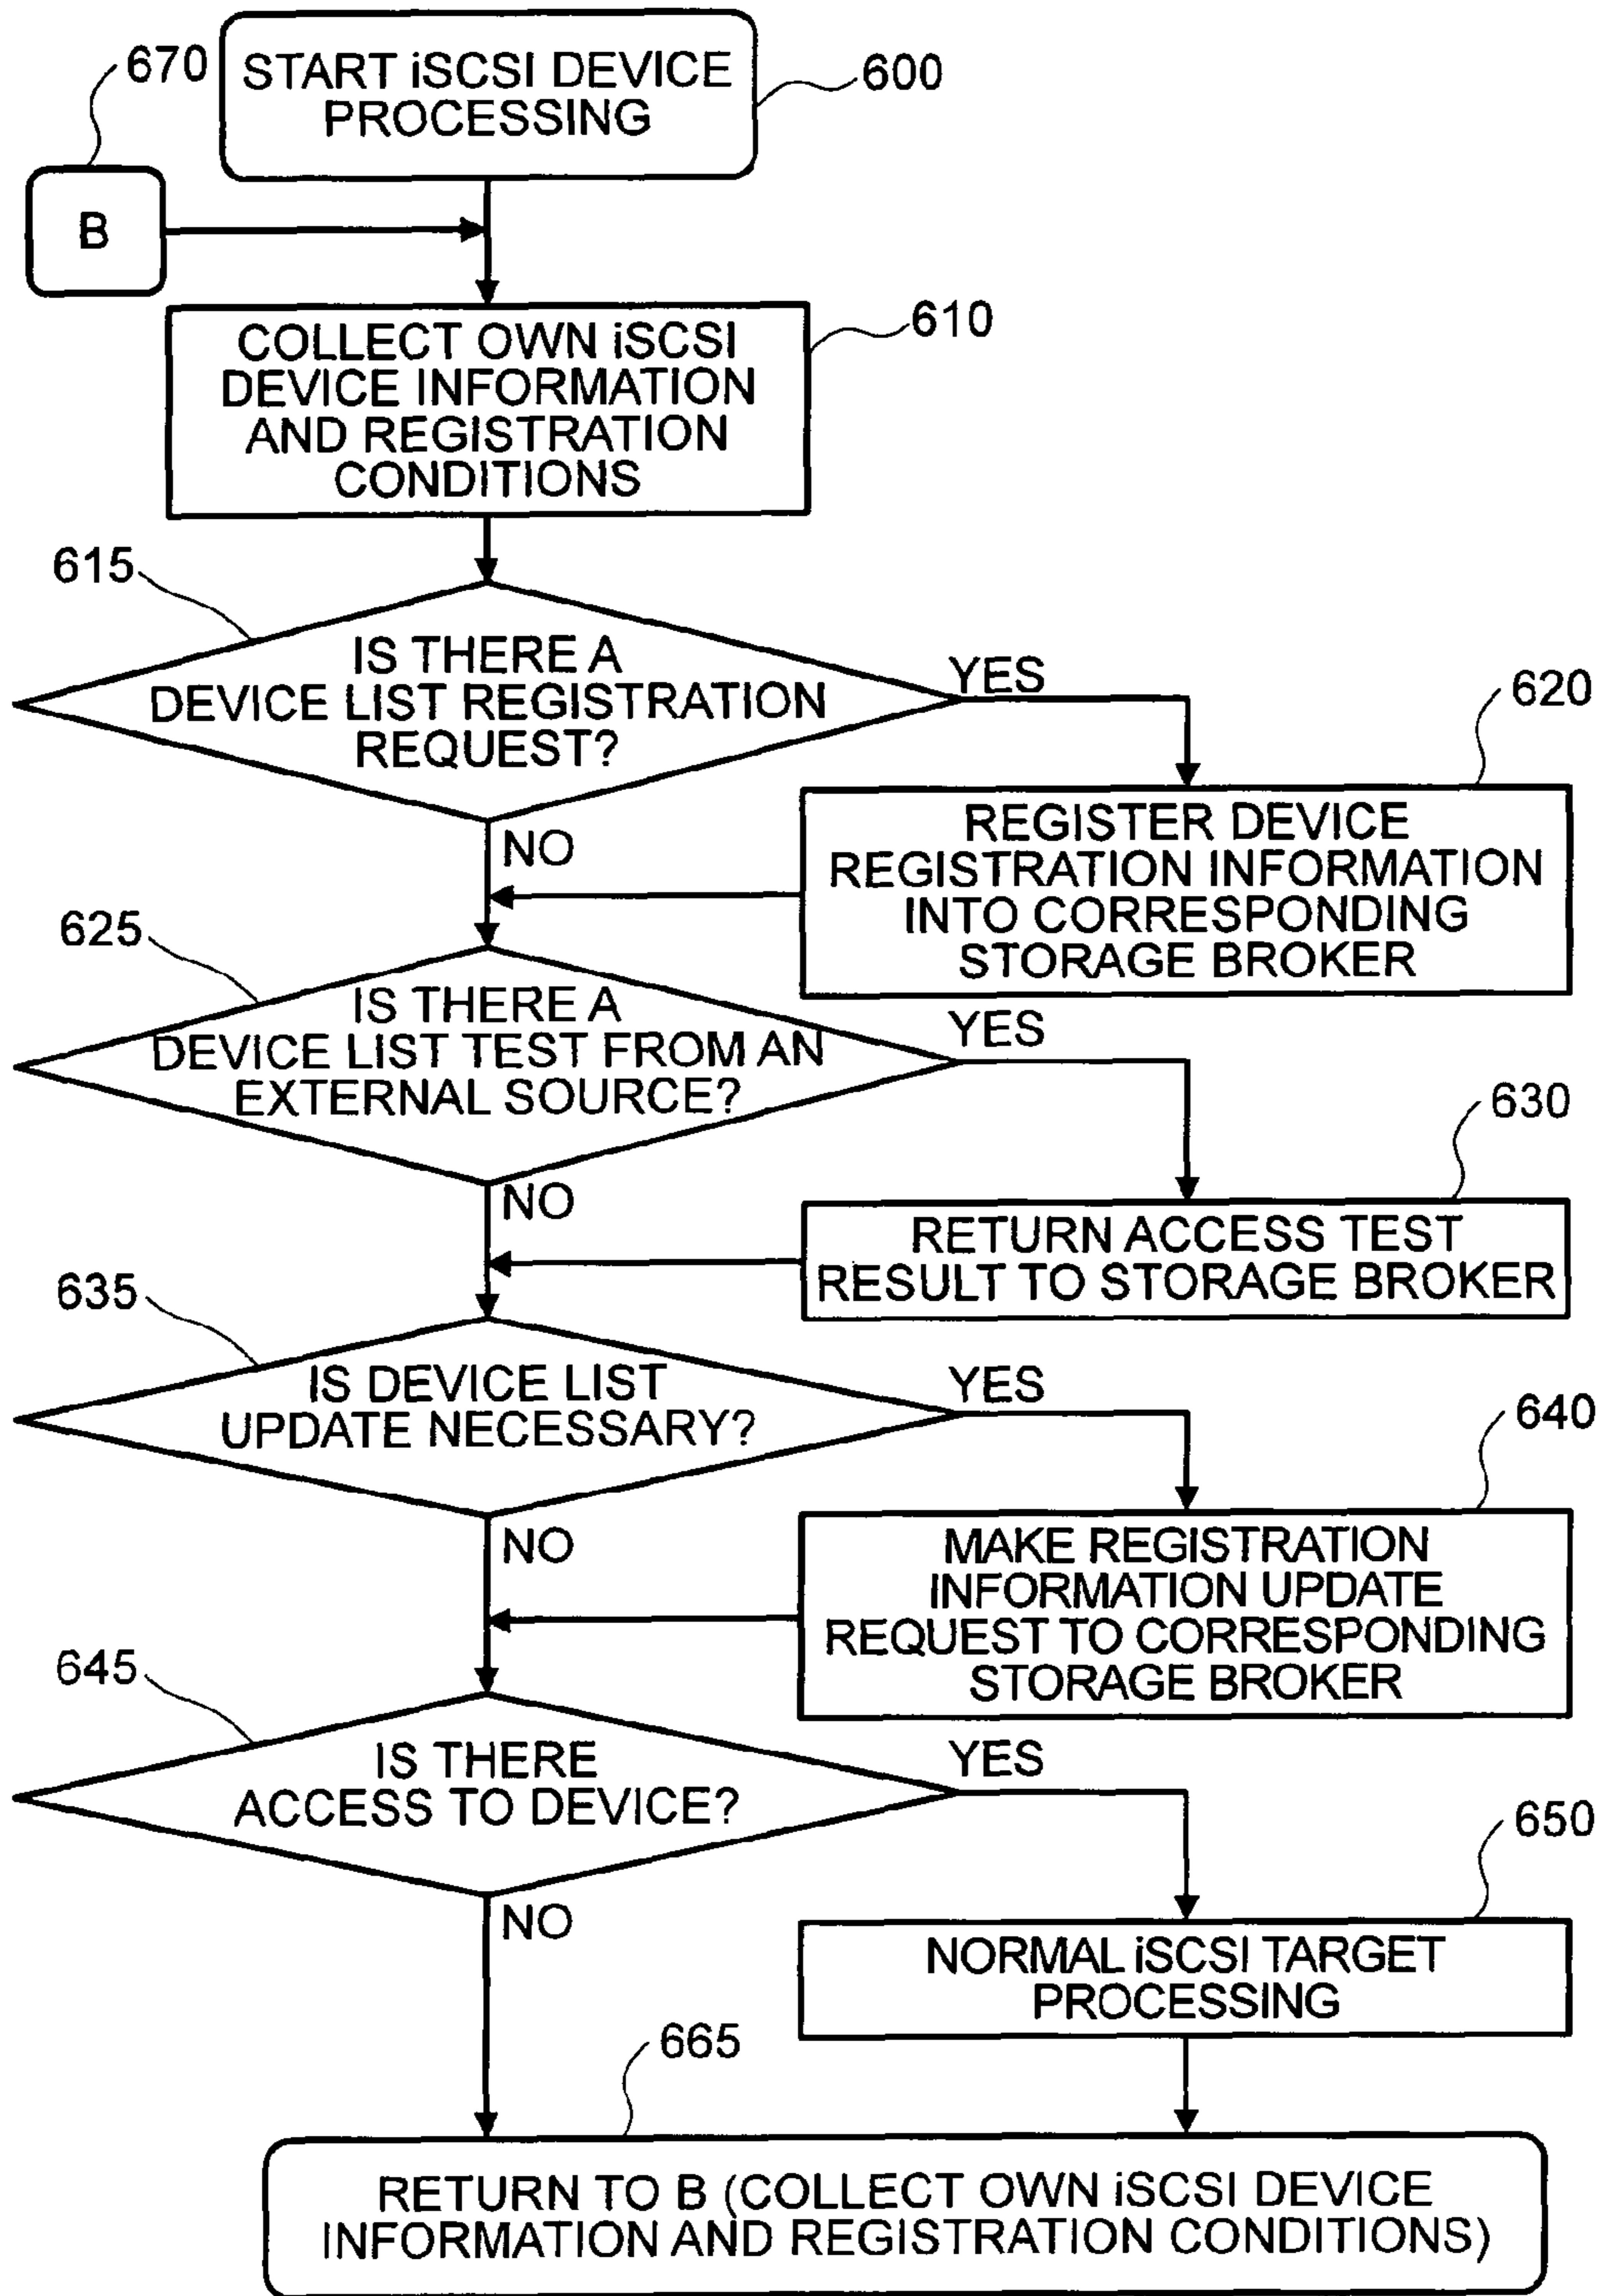 670
START iSCSI DEVICE
PROCESSING
600
B
COLLECT OWN iSCSI
DEVICE INFORMATION
AND REGISTRATION
CONDITIONS
610
615
IS THERE A
DEVICE LIST REGISTRATION
REQUEST?
YES
NO
620
REGISTER DEVICE
REGISTRATION INFORMATION
INTO CORRESPONDING
STORAGE BROKER
625
IS THERE A
DEVICE LIST TEST FROM AN
EXTERNAL SOURCE?
YES
NO
630
RETURN ACCESS TEST
RESULT TO STORAGE BROKER
635
IS DEVICE LIST
UPDATE NECESSARY?
YES
NO
640
MAKE REGISTRATION
INFORMATION UPDATE
REQUEST TO CORRESPONDING
STORAGE BROKER
645
IS THERE
ACCESS TO DEVICE?
YES
NO
650
NORMAL iSCSI TARGET
PROCESSING
665
RETURN TO B (COLLECT OWN iSCSI DEVICE
INFORMATION AND REGISTRATION CONDITIONS)